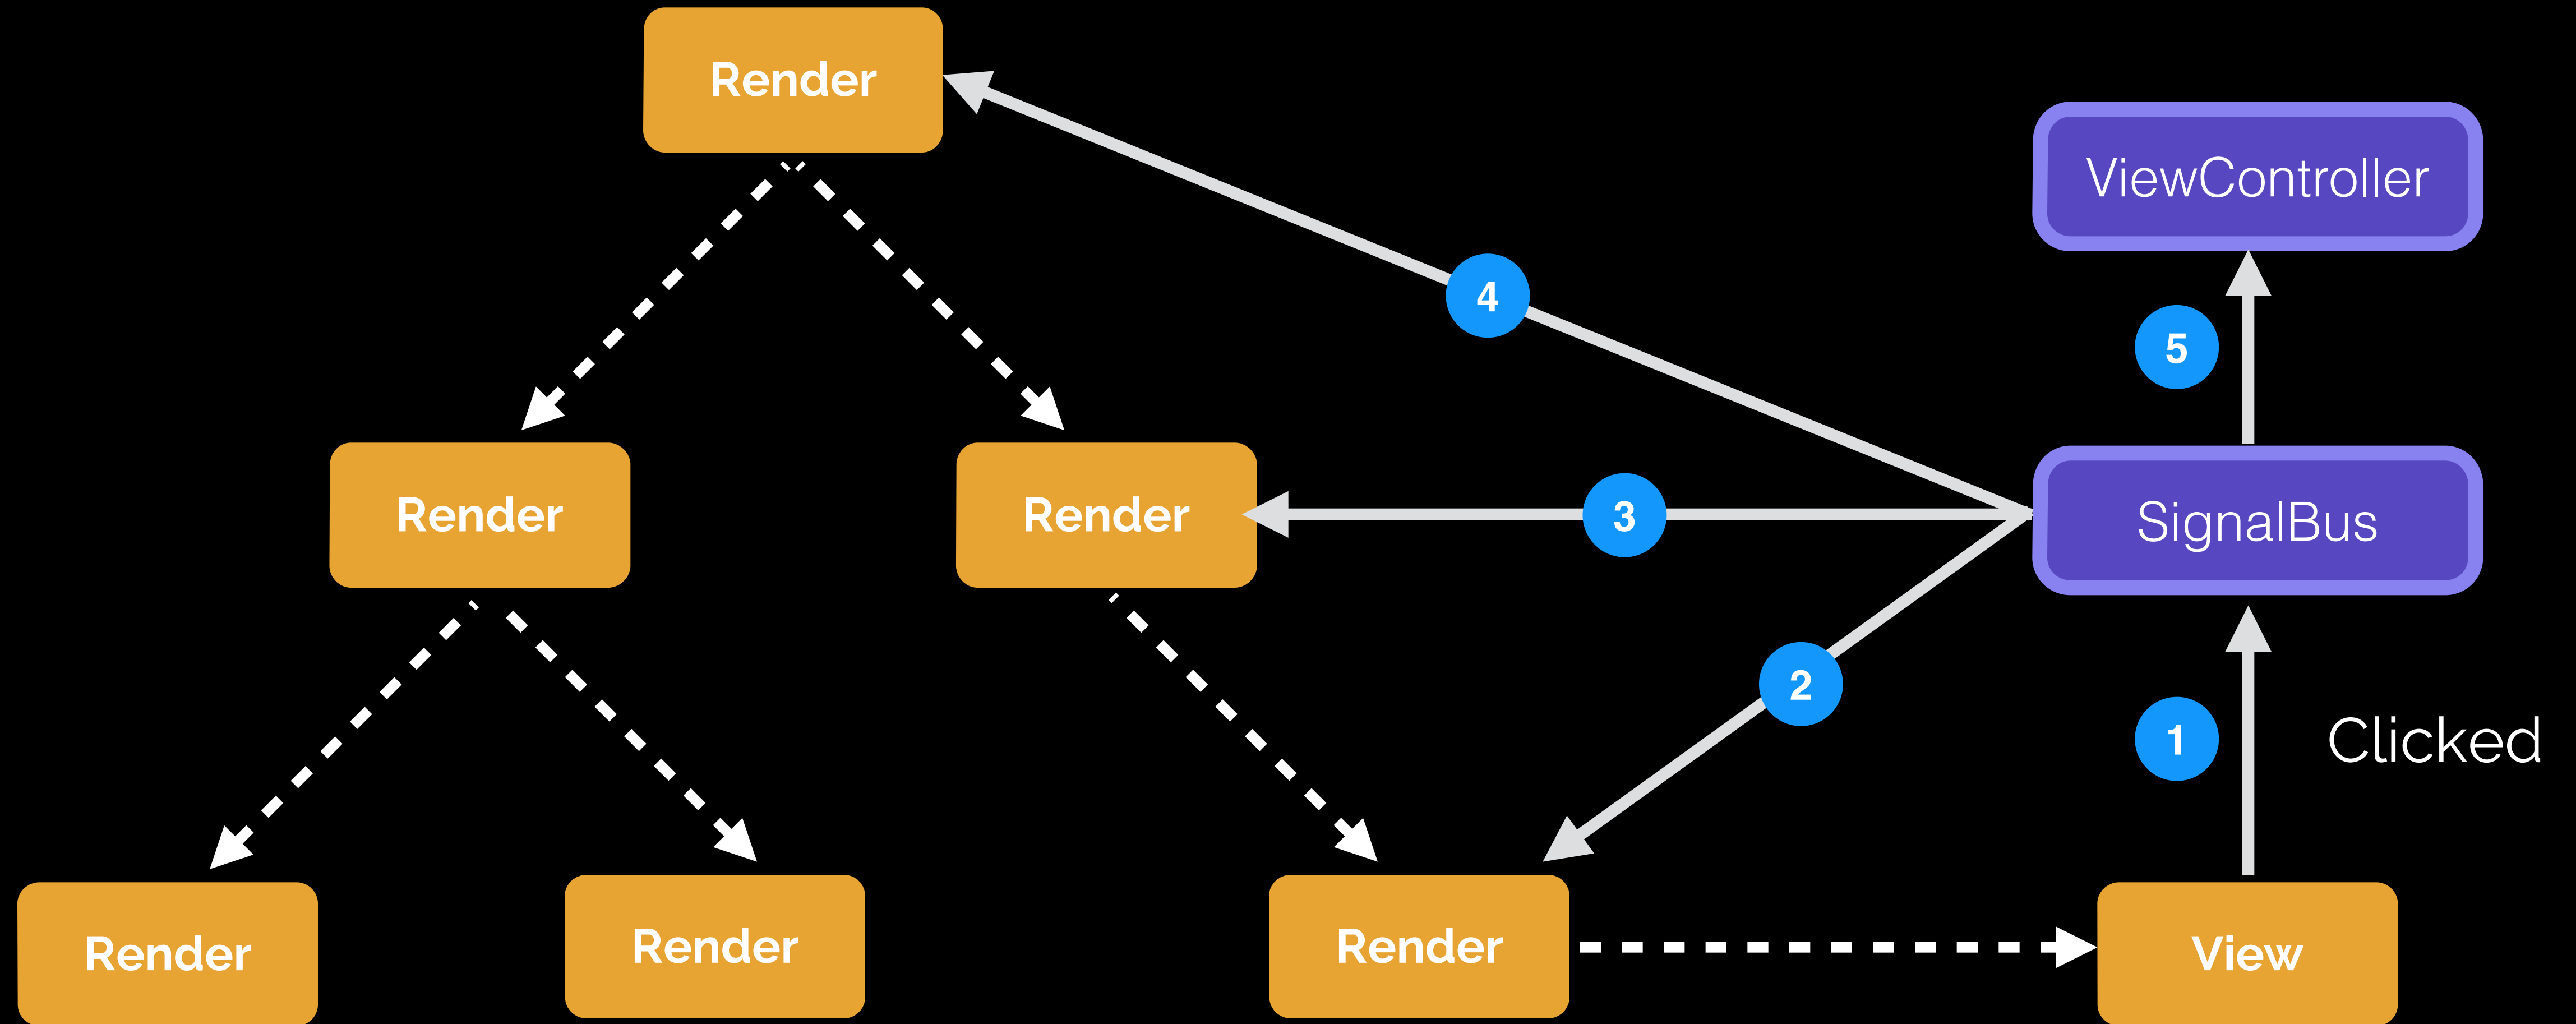 Render
ViewController
4
5
Render
Render
3
SignalBus
2
1
Clicked
Render
Render
Render
View